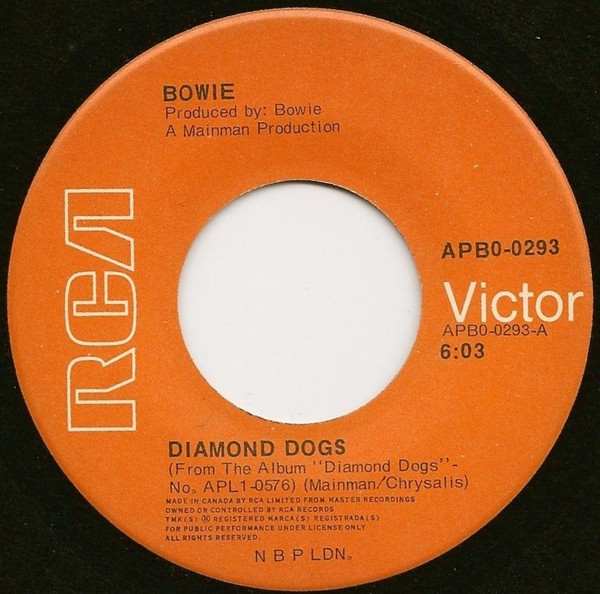 BOWIE
Produced by: Bowie
A Mainman Production
RCA
APBO-0293
Victor
APBO-0293-A
6:03
DIAMOND DOGS
(From The Album "Diamond Dogs"-
No. APL1-0576) (Mainman/Chrysalis)
MADE IN CANADA BY RCA LIMITED FROM MASTER RECORDINGS
OWNED OR CONTROLLED BY RCA RECORDS
TMK(S) ® REGISTERED MARCA(S) REGISTRADA(S)
FOR PUBLIC PERFORMANCE UNDER LICENSE ONLY
ALL RIGHTS RESERVED.
N B P LDN.